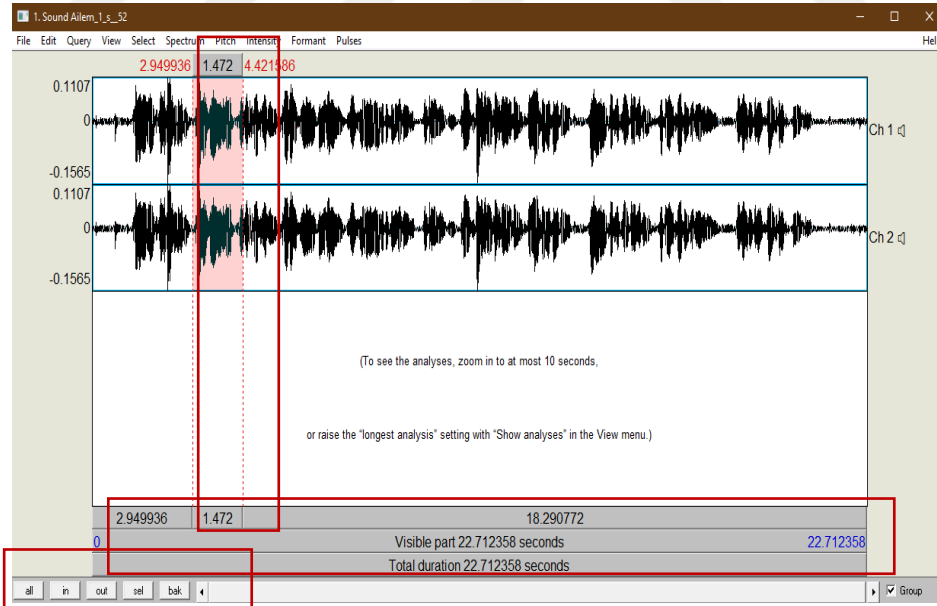 1. Sound Ailem_1_s__52
File Edit Query View Select Spectrum Pitch Intensity Formant Pulses Hel
2.949936 1.472 4.421586
0.1107
0
Ch 1
-0.1565
0.1107
0
Ch 2
-0.1565
(To see the analyses, zoom in to at most 10 seconds,
or raise the "longest analysis" setting with "Show analyses" in the View menu.)
2.949936 1.472 18.290772
0 Visible part 22.712358 seconds 22.712358
Total duration 22.712358 seconds
all in out sel bak Group